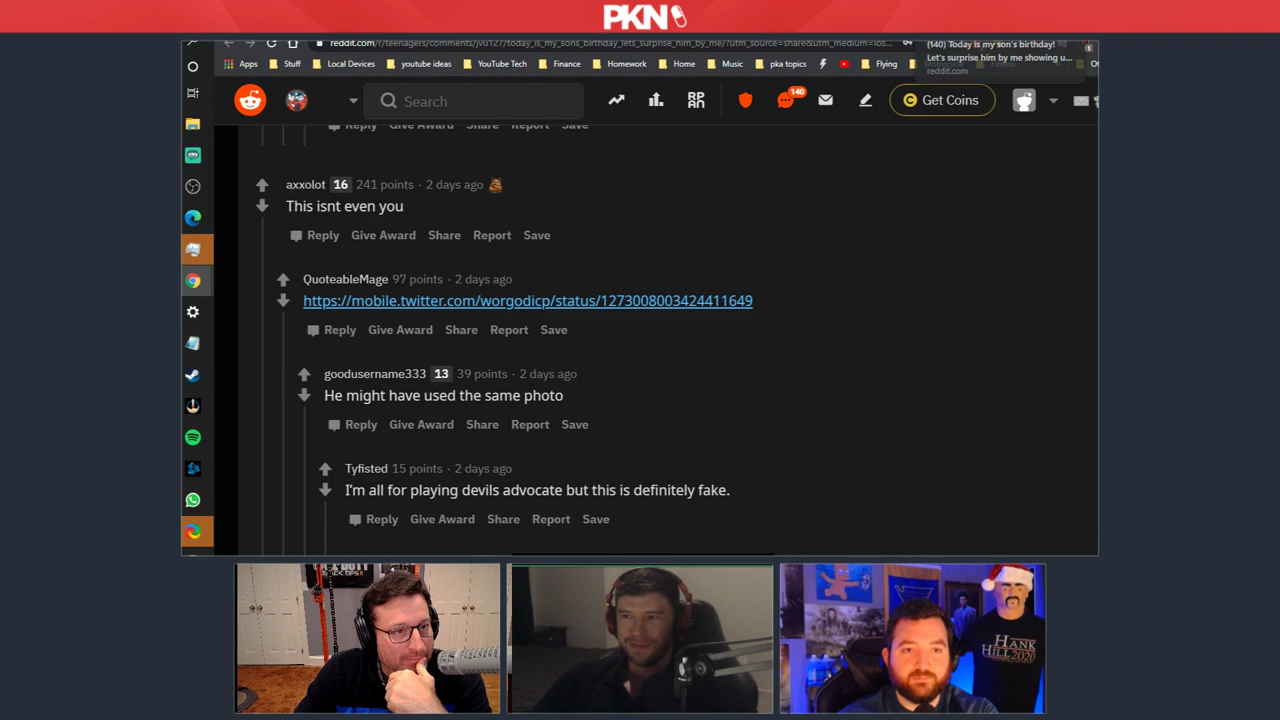 PKN
reddit.com/r/teenagers/comments/jvu127/today_is_my_sons_birthday_lets_surprise_him_by_me/?utm_source=share&utm_medium=ios...
(140) Today is my son's birthday!
Let's surprise him by me showing u...
reddit.com
1
Apps Stuff Local Devices youtube ideas YouTube Tech Finance Homework Home Music pka topics Flying
Search
RPAN
140
Get Coins
Reply Give Award Share Report Save
axxolot 16 241 points · 2 days ago
This isnt even you
Reply Give Award Share Report Save
QuoteableMage 97 points · 2 days ago
https://mobile.twitter.com/worgodicp/status/1273008003424411649
Reply Give Award Share Report Save
goodusername333 13 39 points · 2 days ago
He might have used the same photo
Reply Give Award Share Report Save
Tyfisted 15 points · 2 days ago
I'm all for playing devils advocate but this is definitely fake.
Reply Give Award Share Report Save
HANK
HILL 2020